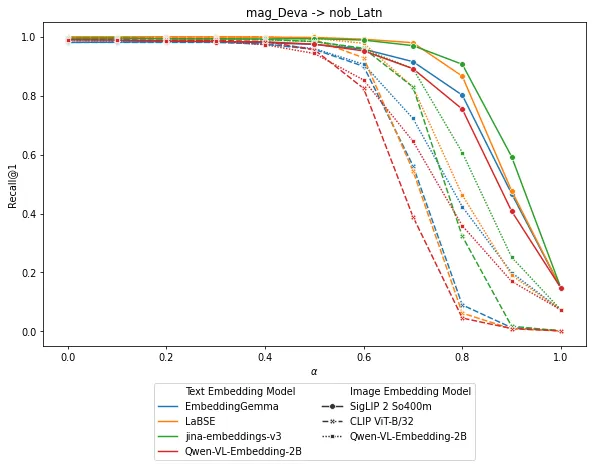 mag_Deva -> nob_Latn
Recall@1
1.0
0.8
0.6
0.4
0.2
0.0
0.0 0.2 0.4 0.6 0.8 1.0
α
Text Embedding Model
EmbeddingGemma
LaBSE
jina-embeddings-v3
Qwen-VL-Embedding-2B
Image Embedding Model
SigLIP 2 So400m
CLIP ViT-B/32
Qwen-VL-Embedding-2B